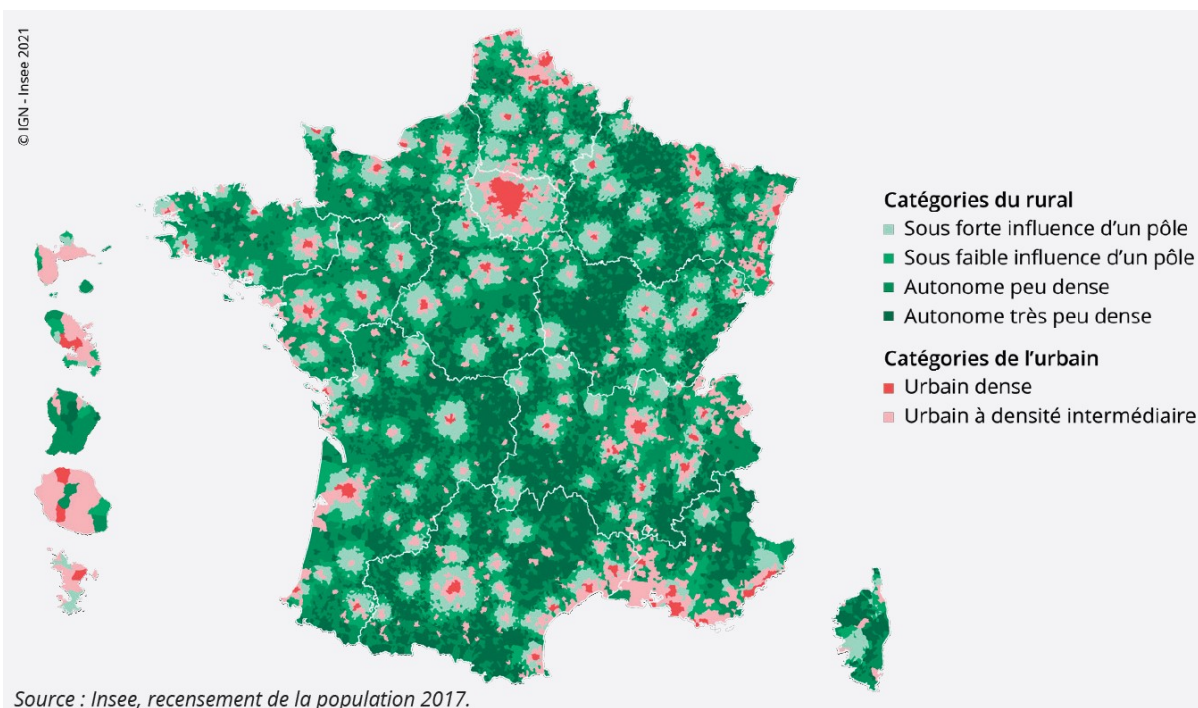 © IGN - Insee 2021
Catégories du rural
Sous forte influence d'un pôle
Sous faible influence d'un pôle
Autonome peu dense
Autonome très peu dense
Catégories de l'urbain
Urbain dense
Urbain à densité intermédiaire
Source : Insee, recensement de la population 2017.